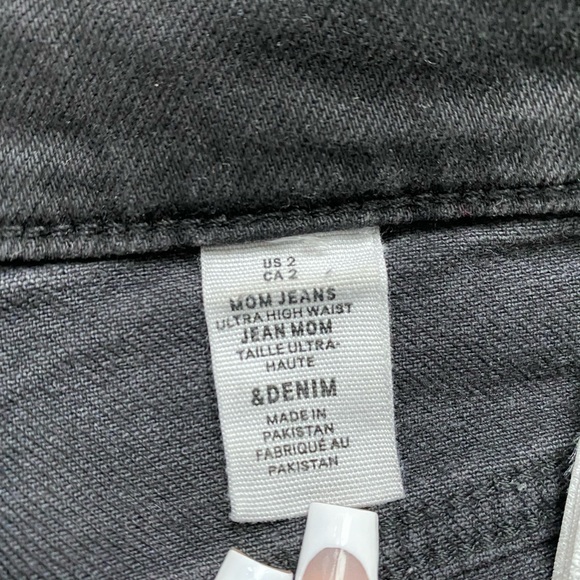 US 2
CA 2
MOM JEANS
ULTRA HIGH WAIST
JEAN MOM
TAILLE ULTRA-
HAUTE
&DENIM
MADE IN
PAKISTAN
FABRIQUÉ AU
PAKISTAN